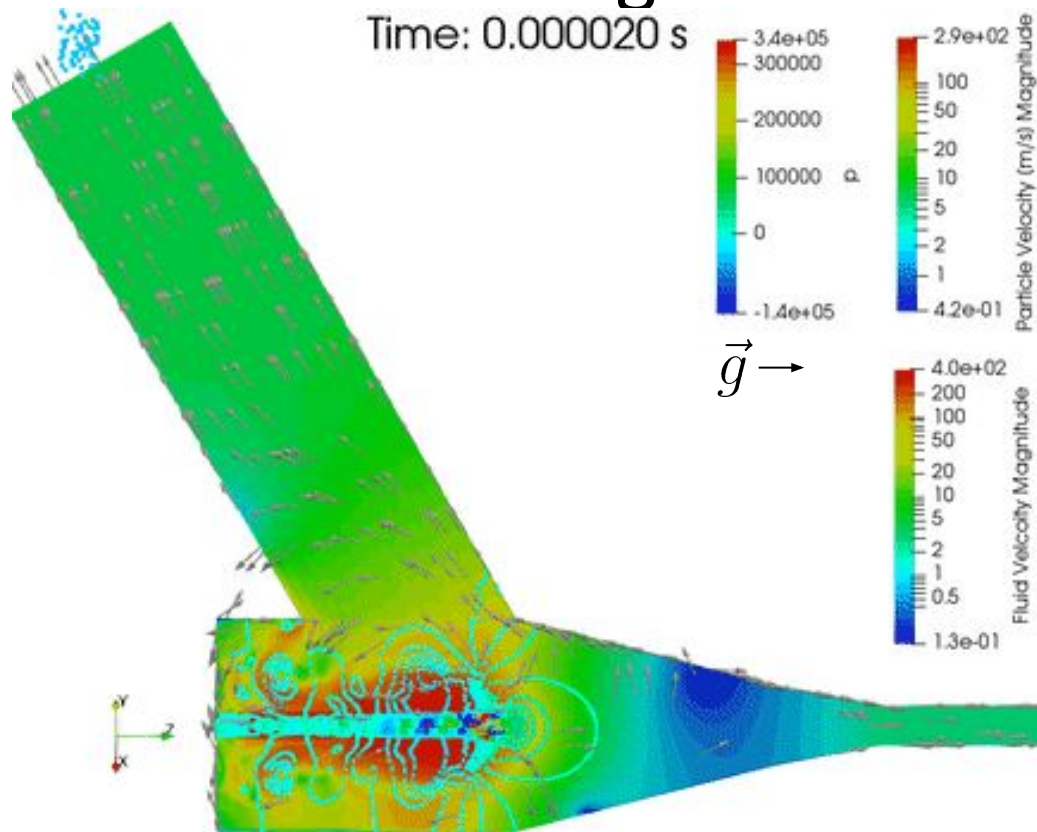 g
Time: 0.000020 s
3.4e+05
300000
200000
100000
0
-1.4e+05
P
2.9e+02
100
50
20
10
5
2
1
4.2e-01
Particle Velocity (m/s) Magnitude
g →
4.0e+02
200
100
50
20
10
5
2
1
0.5
1.3e-01
Fluid Velcoity Magnitude
Y
Z
X